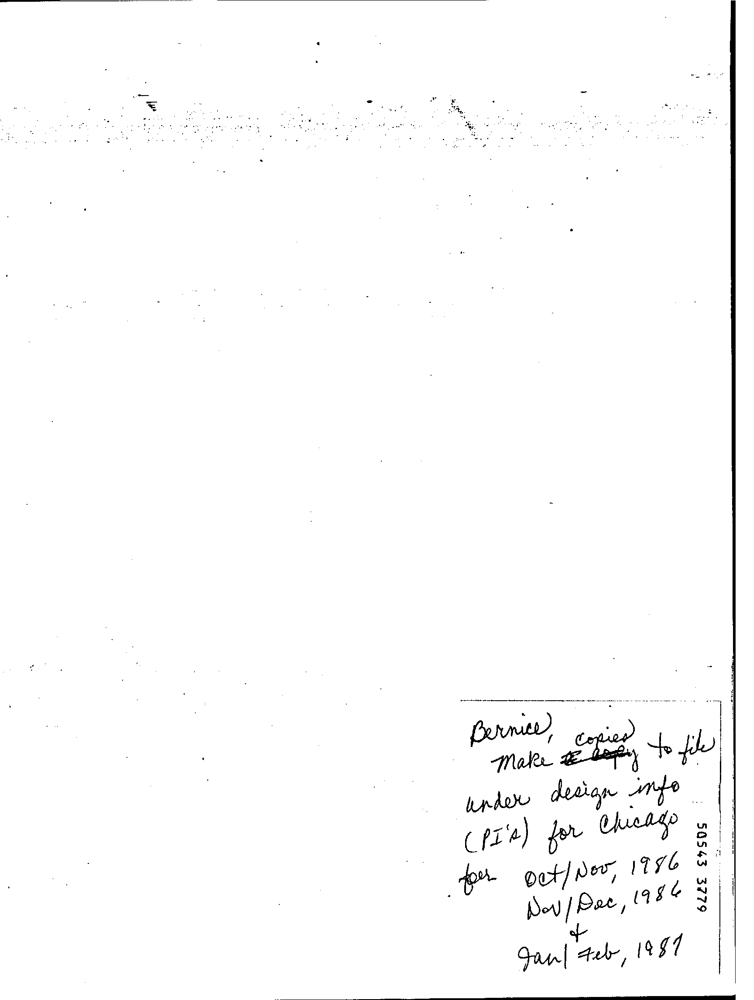 Bernice,
Make copies to file
under design info
(PI's) for Chicago
for Oct/Nov, 1986
Nov/Dec, 1986
&
Jan/Feb, 1987
50543 3779